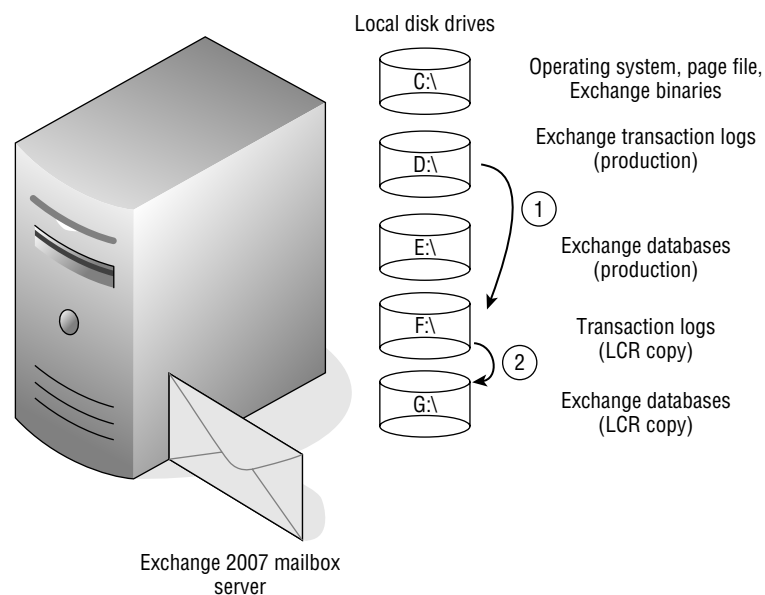 Local disk drives
C:\
Operating system, page file,
Exchange binaries
D:\
Exchange transaction logs
(production)
1
E:\
Exchange databases
(production)
F:\
Transaction logs
(LCR copy)
2
G:\
Exchange databases
(LCR copy)
Exchange 2007 mailbox
server